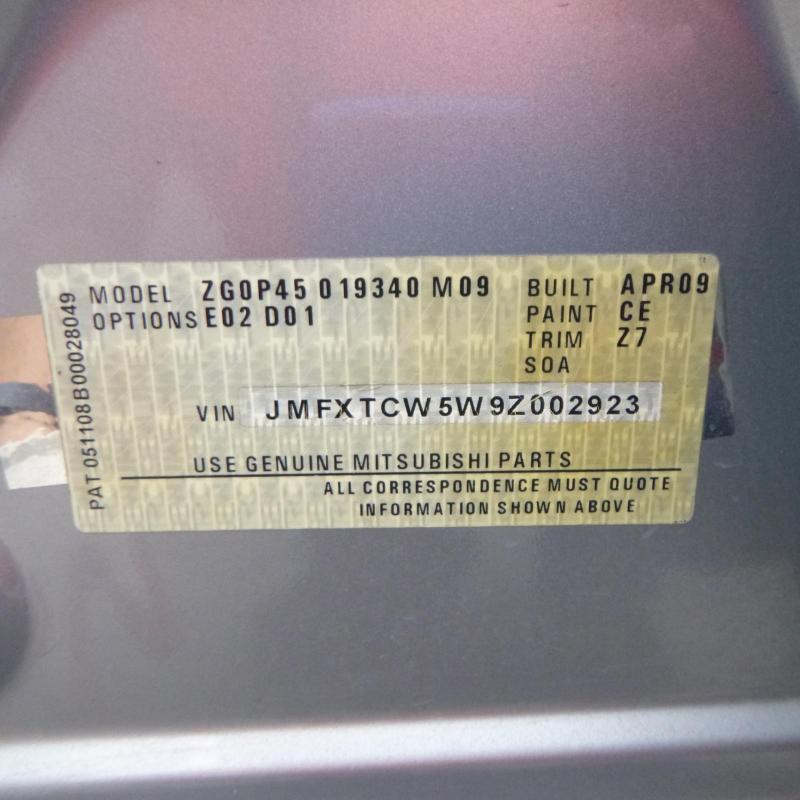 MODEL ZG0P45 019340 M09
OPTIONS E02 D01
BUILT APR09
PAINT CE
TRIM Z7
SOA
VIN JMFXTCW5W9Z002923
USE GENUINE MITSUBISHI PARTS
ALL CORRESPONDENCE MUST QUOTE
INFORMATION SHOWN ABOVE
PAT 051108B00028049